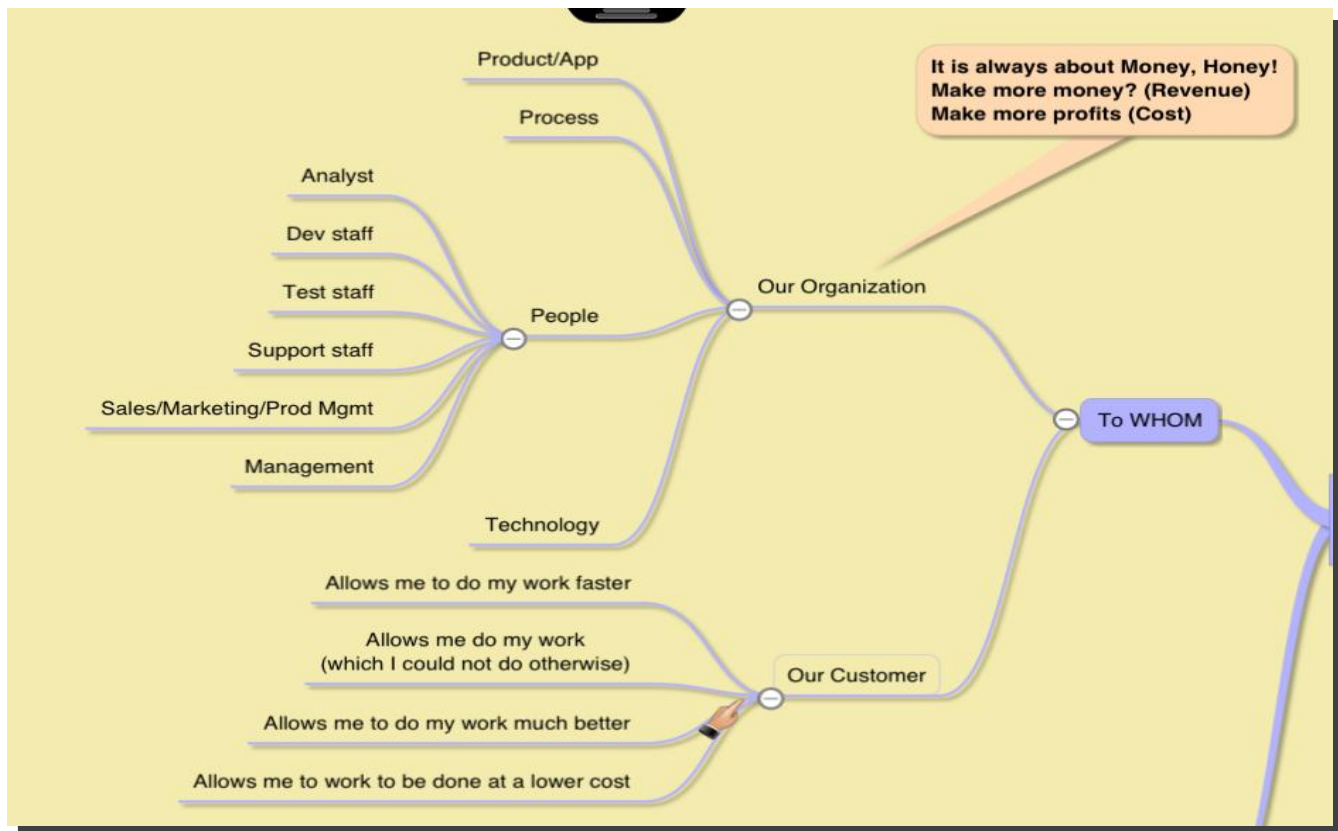 Product/App
Process
Analyst
Dev staff
Test staff
Support staff
Sales/Marketing/Prod Mgmt
Management
People
Technology
Our Organization
It is always about Money, Honey!
Make more money? (Revenue)
Make more profits (Cost)
To WHOM
Allows me to do my work faster
Allows me do my work
(which I could not do otherwise)
Allows me to do my work much better
Allows me to work to be done at a lower cost
Our Customer